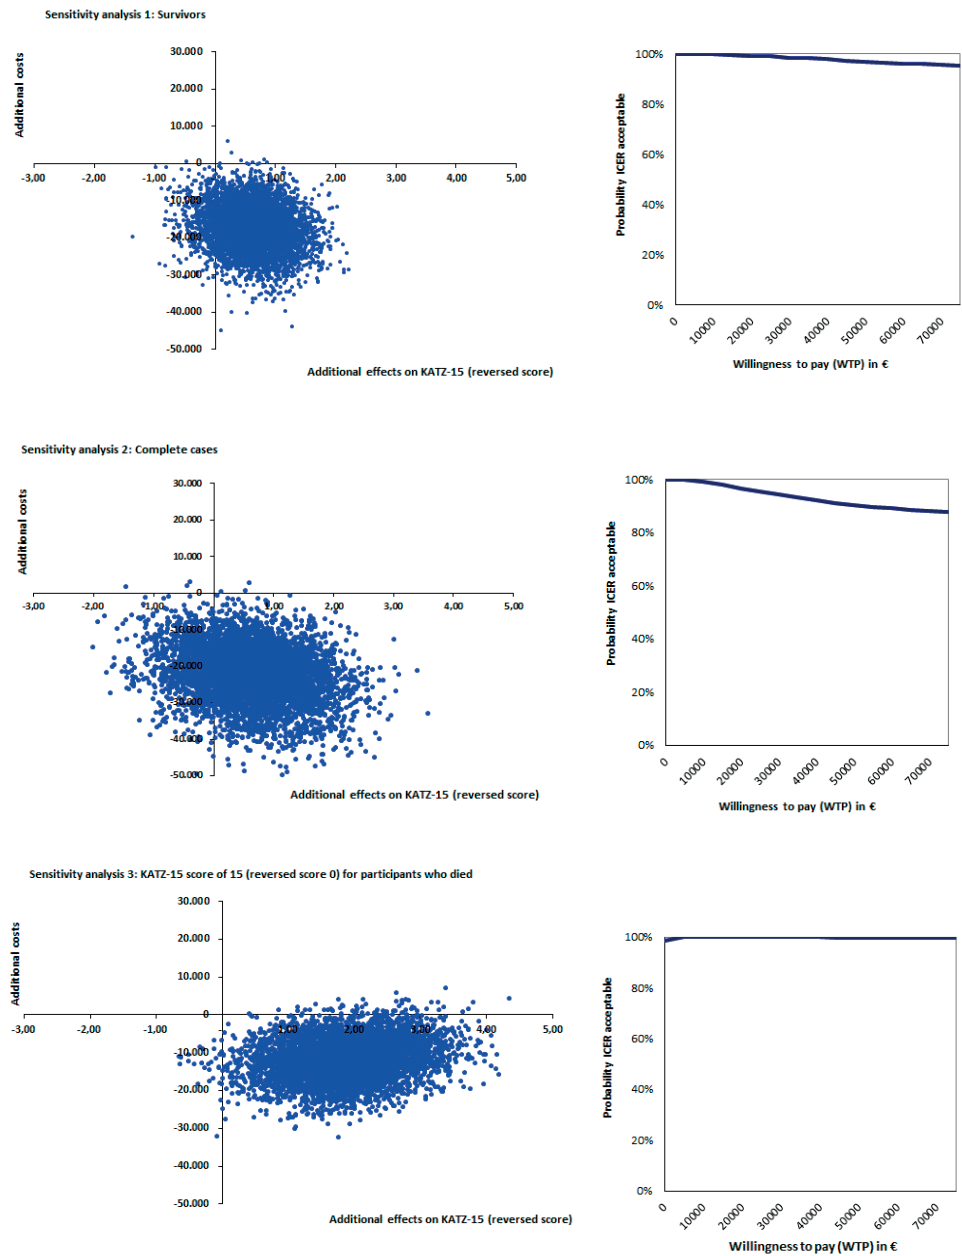 Sensitivity analysis 1: Survivors
Additional costs
30.000
20.000
10.000
0
-10.000
-20.000
-30.000
-40.000
-50.000
-3,00 -2,00 -1,00 1,00 2,00 3,00 4,00 5,00
Additional effects on KATZ-15 (reversed score)
Probability ICER acceptable
100%
80%
60%
40%
20%
0%
0 10000 20000 30000 40000 50000 60000 70000
Willingness to pay (WTP) in €
Sensitivity analysis 2: Complete cases
Additional costs
30.000
20.000
10.000
0
-10.000
-20.000
-30.000
-40.000
-50.000
-3,00 -2,00 -1,00 1,00 2,00 3,00 4,00 5,00
Additional effects on KATZ-15 (reversed score)
Probability ICER acceptable
100%
80%
60%
40%
20%
0%
0 10000 20000 30000 40000 50000 60000 70000
Willingness to pay (WTP) in €
Sensitivity analysis 3: KATZ-15 score of 15 (reversed score 0) for participants who died
Additional costs
30.000
20.000
10.000
0
-10.000
-20.000
-30.000
-40.000
-50.000
-3,00 -2,00 -1,00 1,00 2,00 3,00 4,00 5,00
Additional effects on KATZ-15 (reversed score)
Probability ICER acceptable
100%
80%
60%
40%
20%
0%
0 10000 20000 30000 40000 50000 60000 70000
Willingness to pay (WTP) in €